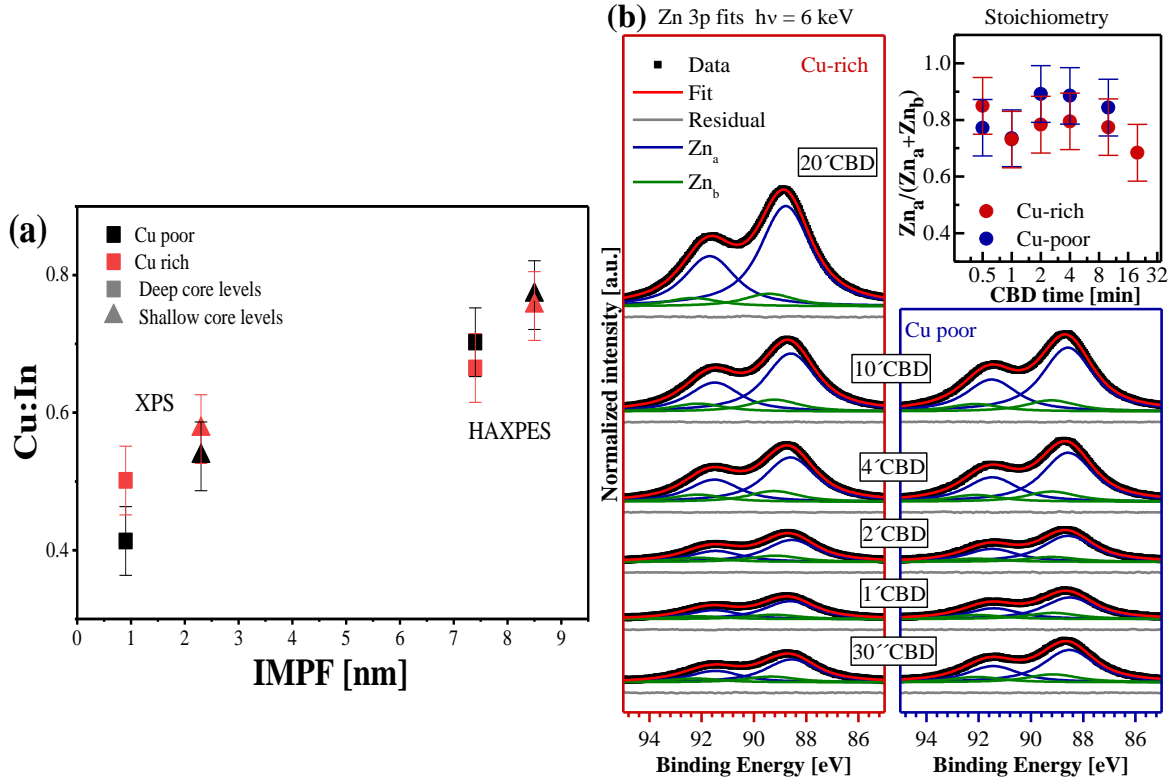 (a)
Cu:In
0.8
0.6
0.4
Cu poor
Cu rich
Deep core levels
Shallow core levels
XPS
HAXPES
0 1 2 3 4 5 6 7 8 9
IMPF [nm]
(b) Zn 3p fits hν = 6 keV
Stoichiometry
Normalized intensity [a.u.]
Data
Fit
Residual
Zn_a
Zn_b
Cu-rich
20´CBD
10´CBD
4´CBD
2´CBD
1´CBD
30´´CBD
94 92 90 88 86
Binding Energy [eV]
Zn_a/(Zn_a+Zn_b)
1.0
0.8
0.6
0.4
Cu-rich
Cu-poor
0.5 1 2 4 8 16 32
CBD time [min]
Cu poor
94 92 90 88 86
Binding Energy [eV]